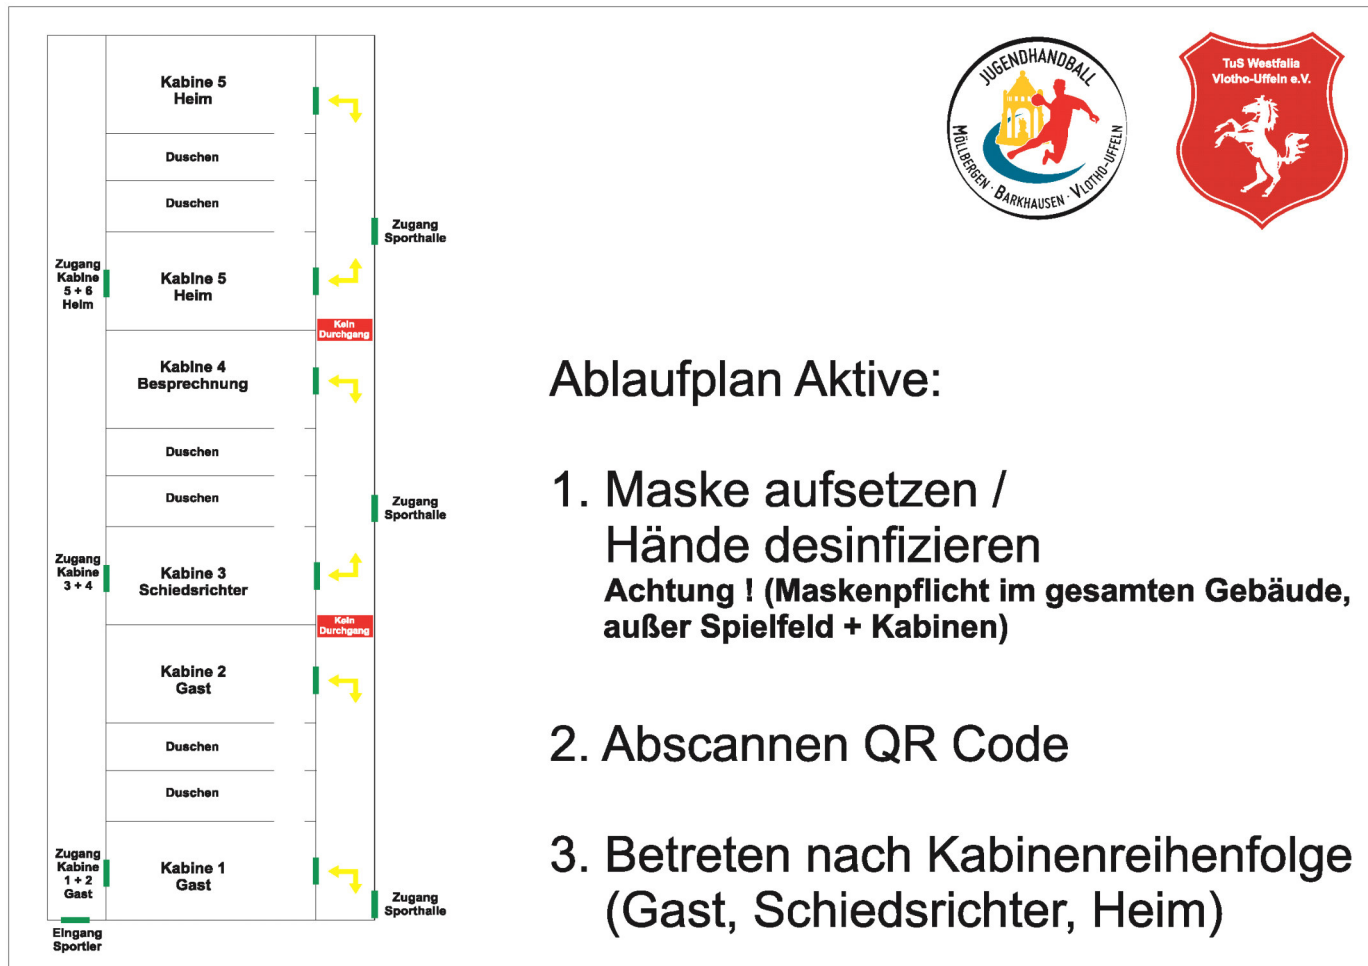 Kabine 5
Heim
Duschen
Duschen
Zugang
Sporthalle
Zugang
Kabine
5 + 6
Heim
Kabine 5
Heim
Kein
Durchgang
Kabine 4
Besprechnung
Duschen
Duschen
Zugang
Sporthalle
Zugang
Kabine
3 + 4
Kabine 3
Schiedsrichter
Kein
Durchgang
Kabine 2
Gast
Duschen
Duschen
Zugang
Kabine
1 + 2
Gast
Kabine 1
Gast
Zugang
Sporthalle
Eingang
Sportler
JUGENDHANDBALL
MÖLLBERGEN · BARKHAUSEN · VLOTHO-UFFELN
TuS Westfalia
Vlotho-Uffeln e.V.
Ablaufplan Aktive:
1. Maske aufsetzen /
Hände desinfizieren
Achtung ! (Maskenpflicht im gesamten Gebäude,
außer Spielfeld + Kabinen)
2. Abscannen QR Code
3. Betreten nach Kabinenreihenfolge
(Gast, Schiedsrichter, Heim)